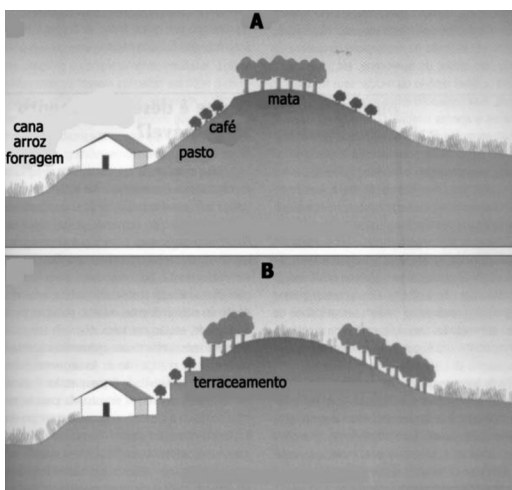 A
mata
café
pasto
cana
arroz
forragem
B
terraceamento